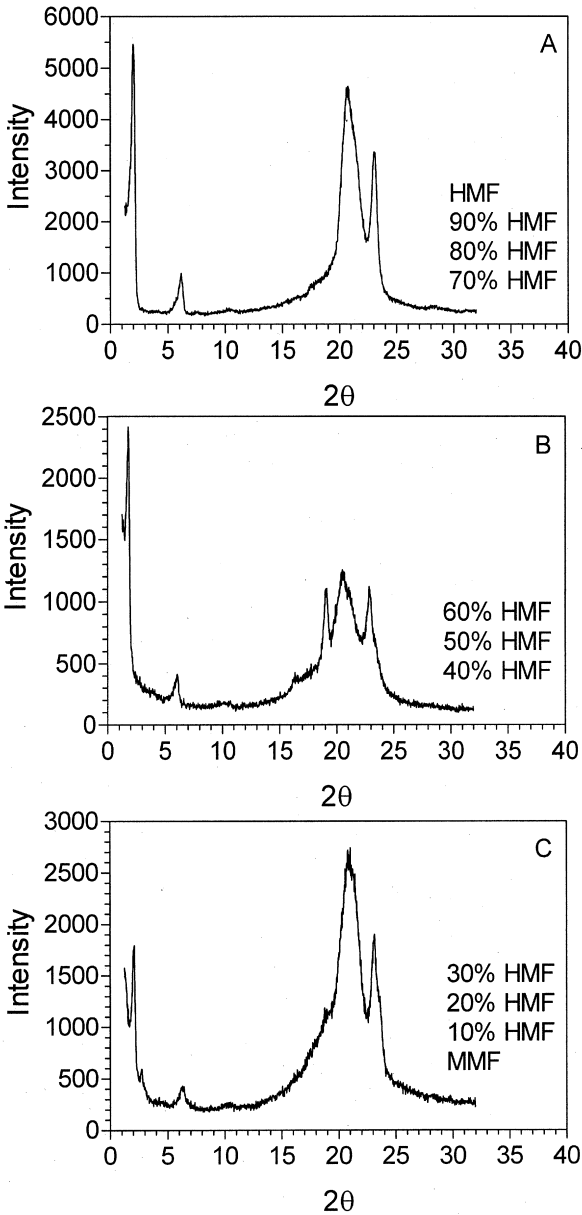 A
6000
5000
4000
3000
2000
1000
0
Intensity
HMF
90% HMF
80% HMF
70% HMF
0 5 10 15 20 25 30 35 40
2θ
B
2500
2000
1500
1000
500
0
Intensity
60% HMF
50% HMF
40% HMF
0 5 10 15 20 25 30 35 40
2θ
C
3000
2500
2000
1500
1000
500
0
Intensity
30% HMF
20% HMF
10% HMF
MMF
0 5 10 15 20 25 30 35 40
2θ